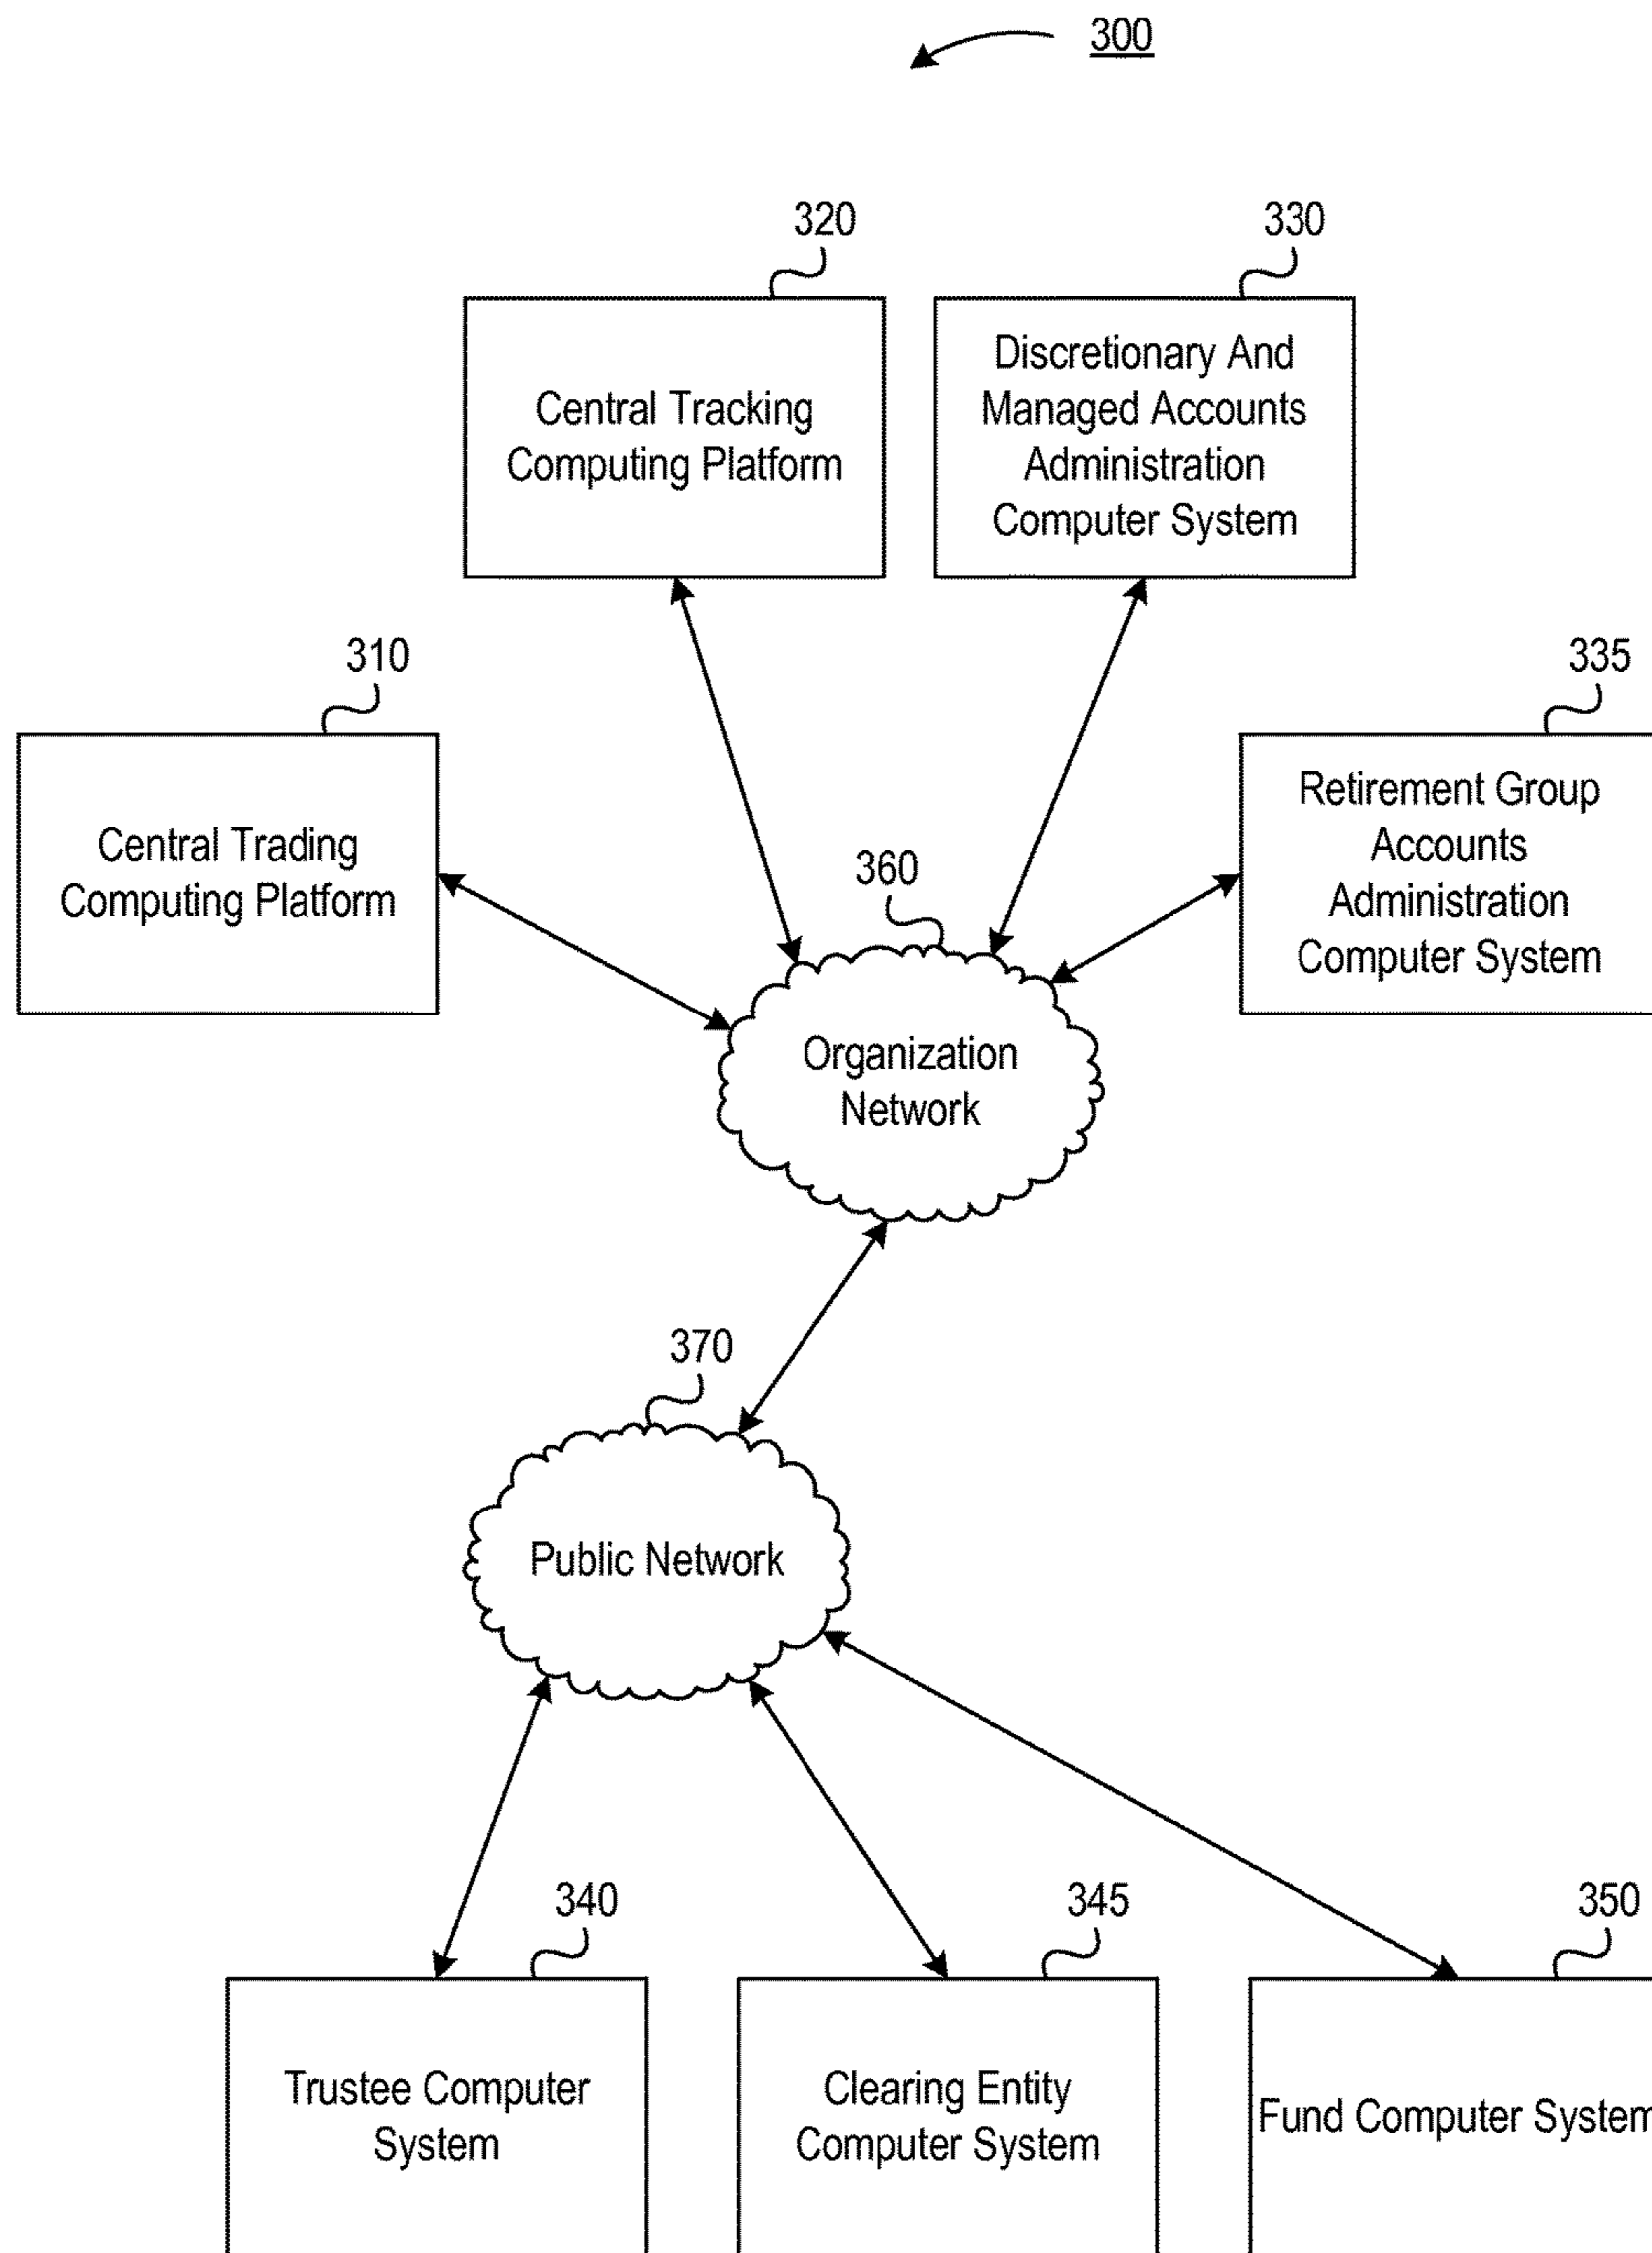 300
320
330
Central Tracking
Computing Platform
Discretionary And
Managed Accounts
Administration
Computer System
310
335
Central Trading
Computing Platform
Retirement Group
Accounts
Administration
Computer System
360
Organization
Network
370
Public Network
340
345
350
Trustee Computer
System
Clearing Entity
Computer System
Fund Computer System